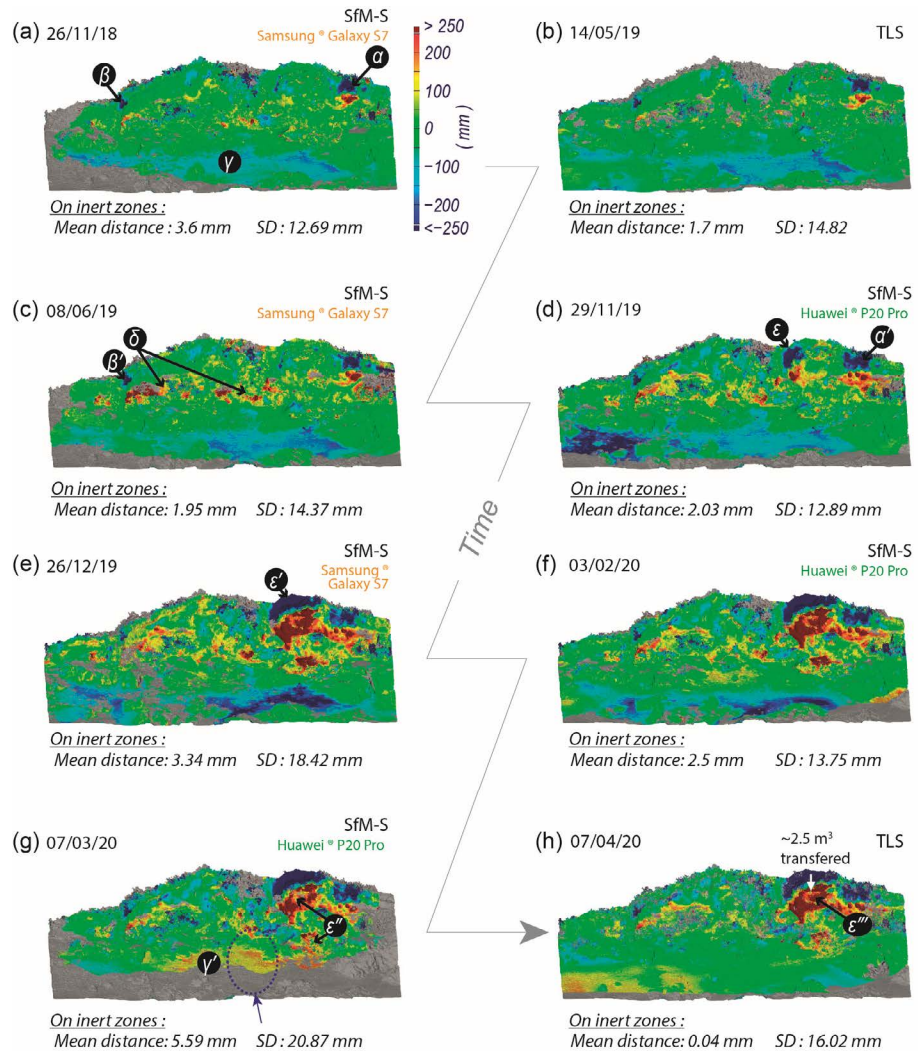 (a) 26/11/18
SfM-S
Samsung ® Galaxy S7
β
α
γ
> 250
200
100
0
−100
−200
<−250
( mm )
On inert zones :
Mean distance : 3.6 mm SD : 12.69 mm
(b) 14/05/19
TLS
On inert zones :
Mean distance: 1.7 mm SD : 14.82
(c) 08/06/19
SfM-S
Samsung ® Galaxy S7
β'
δ
On inert zones :
Mean distance: 1.95 mm SD : 14.37 mm
(d) 29/11/19
SfM-S
Huawei ® P20 Pro
ε
α'
On inert zones :
Mean distance: 2.03 mm SD : 12.89 mm
Time
(e) 26/12/19
SfM-S
Samsung ®
Galaxy S7
ε'
On inert zones :
Mean distance: 3.34 mm SD : 18.42 mm
(f) 03/02/20
SfM-S
Huawei ® P20 Pro
On inert zones :
Mean distance: 2.5 mm SD : 13.75 mm
(g) 07/03/20
SfM-S
Huawei ® P20 Pro
ε''
γ'
On inert zones :
Mean distance: 5.59 mm SD : 20.87 mm
(h) 07/04/20
~2.5 m³
transfered
TLS
ε'''
On inert zones :
Mean distance: 0.04 mm SD : 16.02 mm